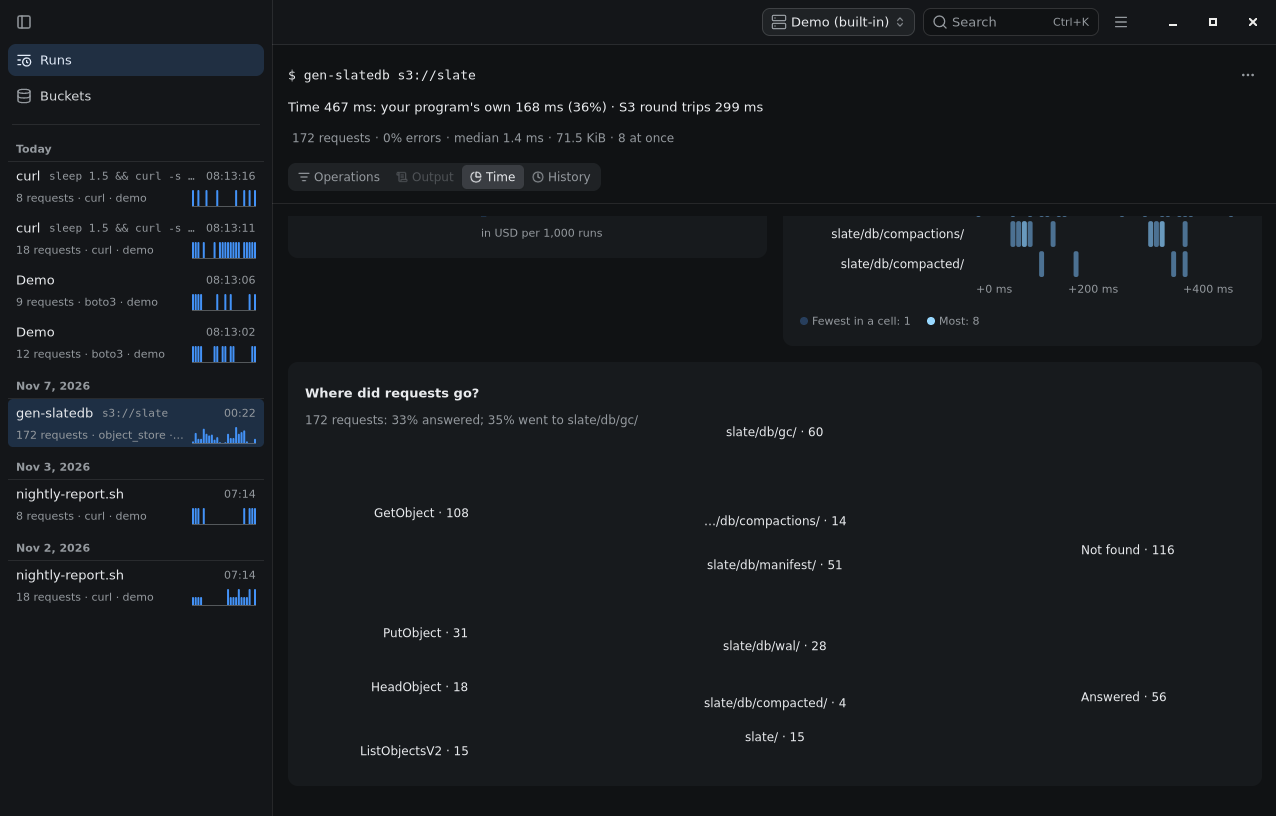 Demo (built-in)
Search
Ctrl+K
Runs
Buckets
Today
curl sleep 1.5 && curl -s … 08:13:16
8 requests · curl · demo
curl sleep 1.5 && curl -s … 08:13:11
18 requests · curl · demo
Demo 08:13:06
9 requests · boto3 · demo
Demo 08:13:02
12 requests · boto3 · demo
Nov 7, 2026
gen-slatedb s3://slate 00:22
172 requests · object_store ·…
Nov 3, 2026
nightly-report.sh 07:14
8 requests · curl · demo
Nov 2, 2026
nightly-report.sh 07:14
18 requests · curl · demo
$ gen-slatedb s3://slate
Time 467 ms: your program's own 168 ms (36%) · S3 round trips 299 ms
172 requests · 0% errors · median 1.4 ms · 71.5 KiB · 8 at once
Operations Output Time History
in USD per 1,000 runs
slate/db/compactions/
slate/db/compacted/
+0 ms +200 ms +400 ms
Fewest in a cell: 1 Most: 8
Where did requests go?
172 requests: 33% answered; 35% went to slate/db/gc/
slate/db/gc/ · 60
GetObject · 108
…/db/compactions/ · 14
Not found · 116
slate/db/manifest/ · 51
PutObject · 31
slate/db/wal/ · 28
HeadObject · 18
slate/db/compacted/ · 4
Answered · 56
slate/ · 15
ListObjectsV2 · 15